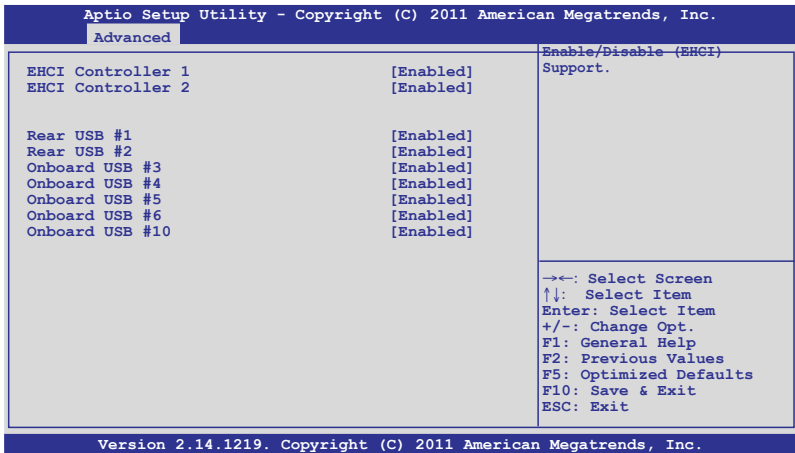 Aptio Setup Utility - Copyright (C) 2011 American Megatrends, Inc.
Advanced
EHCI Controller 1 [Enabled]
EHCI Controller 2 [Enabled]
Rear USB #1 [Enabled]
Rear USB #2 [Enabled]
Onboard USB #3 [Enabled]
Onboard USB #4 [Enabled]
Onboard USB #5 [Enabled]
Onboard USB #6 [Enabled]
Onboard USB #10 [Enabled]
Enable/Disable (EHCI)
Support.
→←: Select Screen
↑↓: Select Item
Enter: Select Item
+/-: Change Opt.
F1: General Help
F2: Previous Values
F5: Optimized Defaults
F10: Save & Exit
ESC: Exit
Version 2.14.1219. Copyright (C) 2011 American Megatrends, Inc.